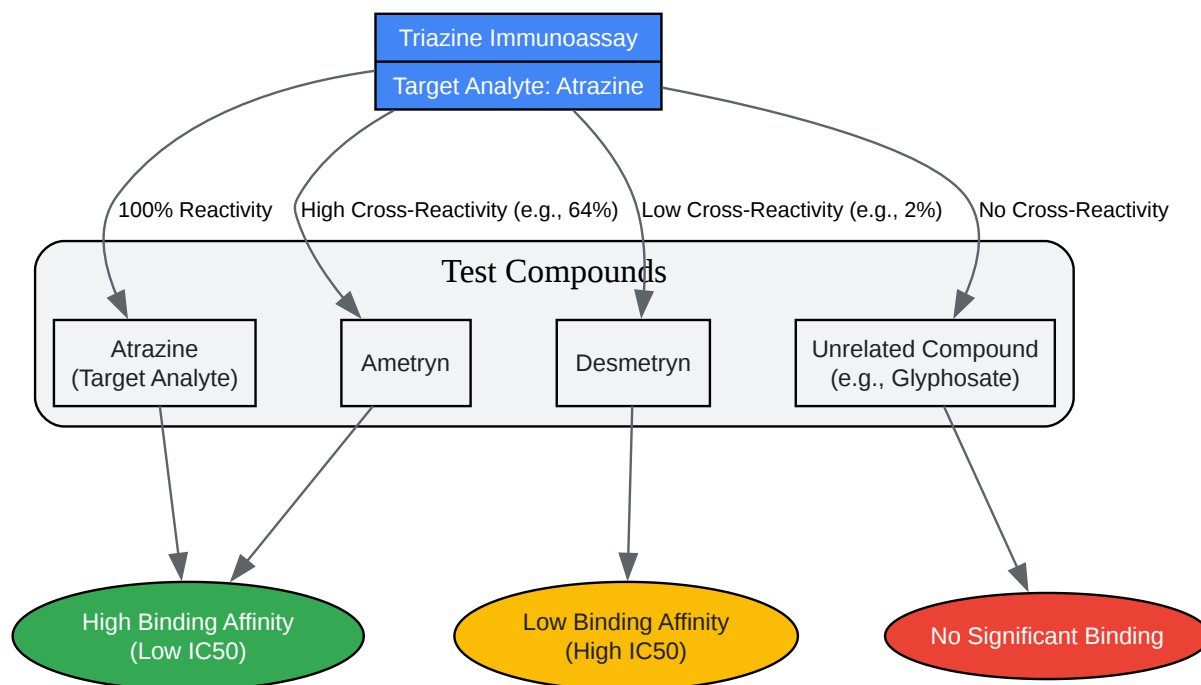 Triazine Immunoassay
Target Analyte: Atrazine
100% Reactivity
High Cross-Reactivity (e.g., 64%)
Low Cross-Reactivity (e.g., 2%)
No Cross-Reactivity
Test Compounds
Atrazine
(Target Analyte)
Ametryn
Desmetryn
Unrelated Compound
(e.g., Glyphosate)
High Binding Affinity
(Low IC50)
Low Binding Affinity
(High IC50)
No Significant Binding